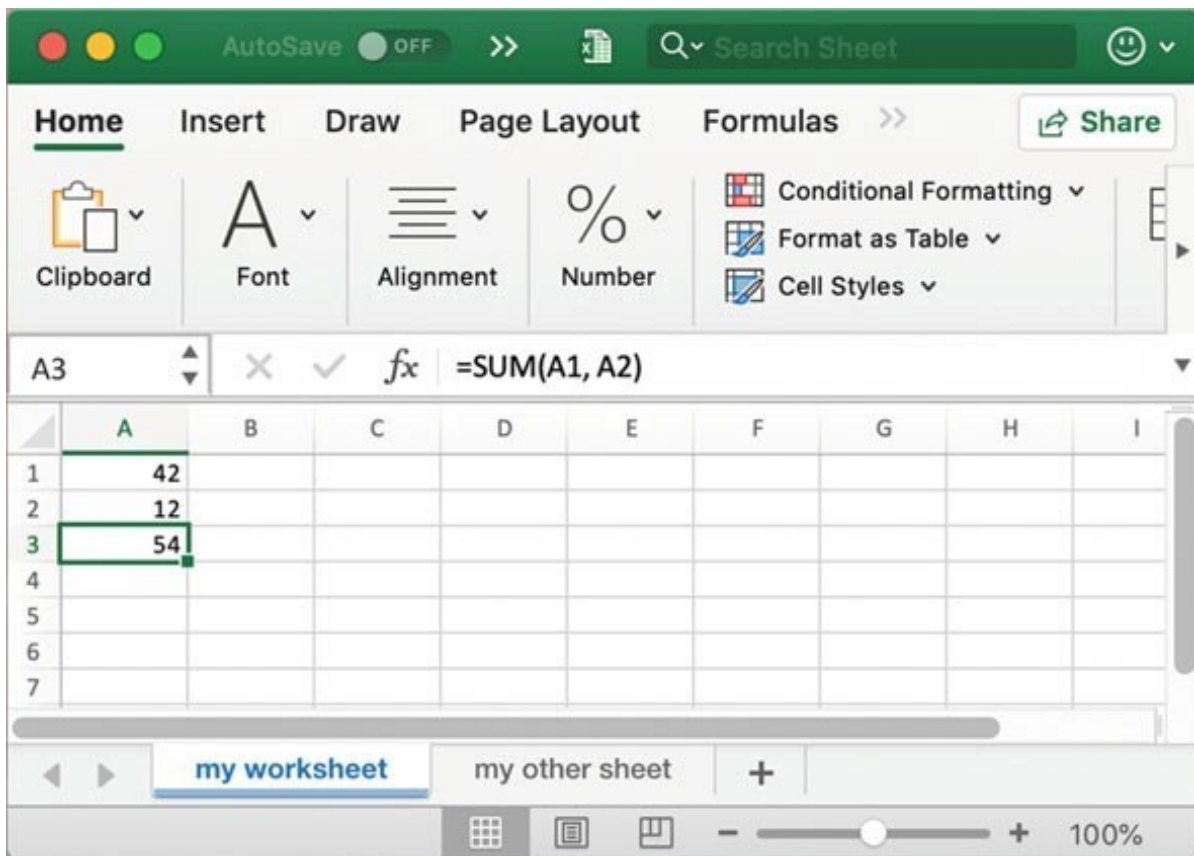 AutoSave OFF Search Sheet
Home Insert Draw Page Layout Formulas Share
Clipboard Font Alignment Number
Conditional Formatting
Format as Table
Cell Styles
A3 fx =SUM(A1, A2)
A B C D E F G H I
1 42
2 12
3 54
4
5
6
7
my worksheet my other sheet +
100%